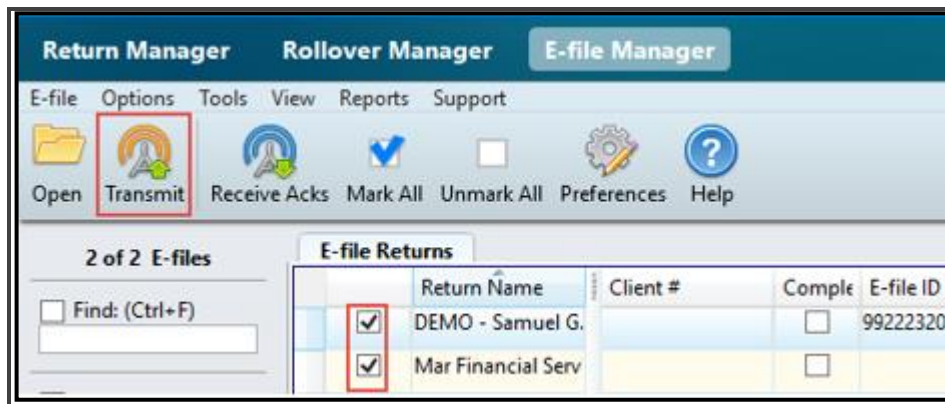 Return Manager Rollover Manager E-file Manager
E-file Options Tools View Reports Support
Open Transmit Receive Acks Mark All Unmark All Preferences Help
2 of 2 E-files
E-file Returns
Return Name Client # Comple E-file ID
Find: (Ctrl+F)
DEMO - Samuel G. 99222320
Mar Financial Serv